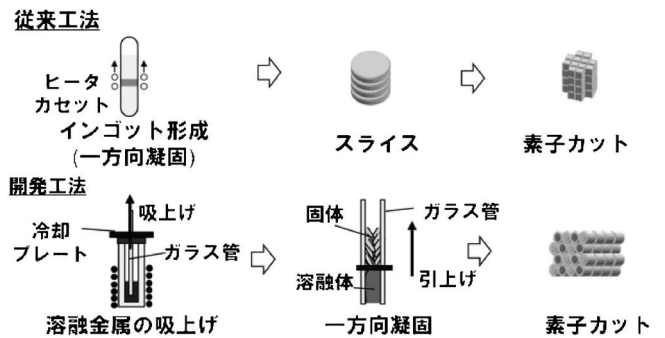 従来工法
ヒータ
カセット
インゴット形成
(一方向凝固)
スライス
素子カット
開発工法
吸上げ
冷却
プレート
ガラス管
溶融金属の吸上げ
固体
ガラス管
溶融体
引上げ
一方向凝固
素子カット